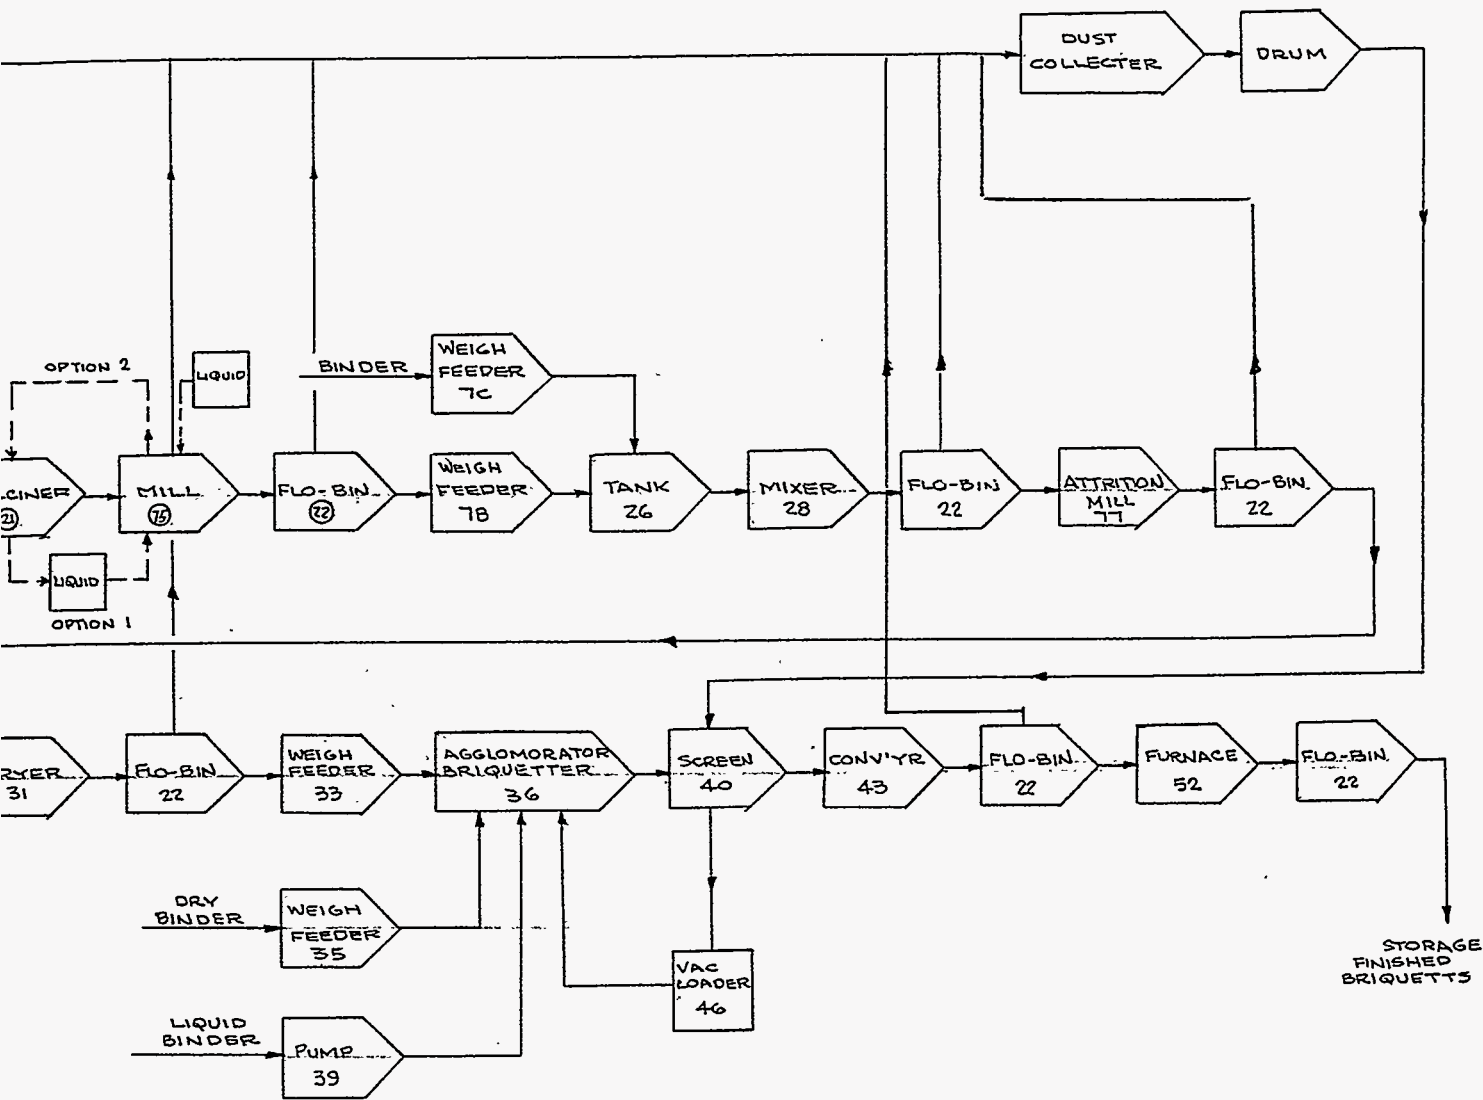 DUST
COLLECTER
DRUM
OPTION 2
LIQUID
BINDER
WEIGH
FEEDER
7C
CINER
21
MILL
75
FLO-BIN
22
WEIGH
FEEDER
7B
TANK
26
MIXER
28
FLO-BIN
22
ATTRITION
MILL
77
FLO-BIN
22
LIQUID
OPTION 1
RYER
31
FLO-BIN
22
WEIGH
FEEDER
33
AGGLOMORATOR
BRIQUETTER
36
SCREEN
40
CONV'YR
43
FLO-BIN
22
FURNACE
52
FLO-BIN
22
DRY
BINDER
WEIGH
FEEDER
35
VAC
LOADER
46
STORAGE
FINISHED
BRIQUETTS
LIQUID
BINDER
PUMP
39